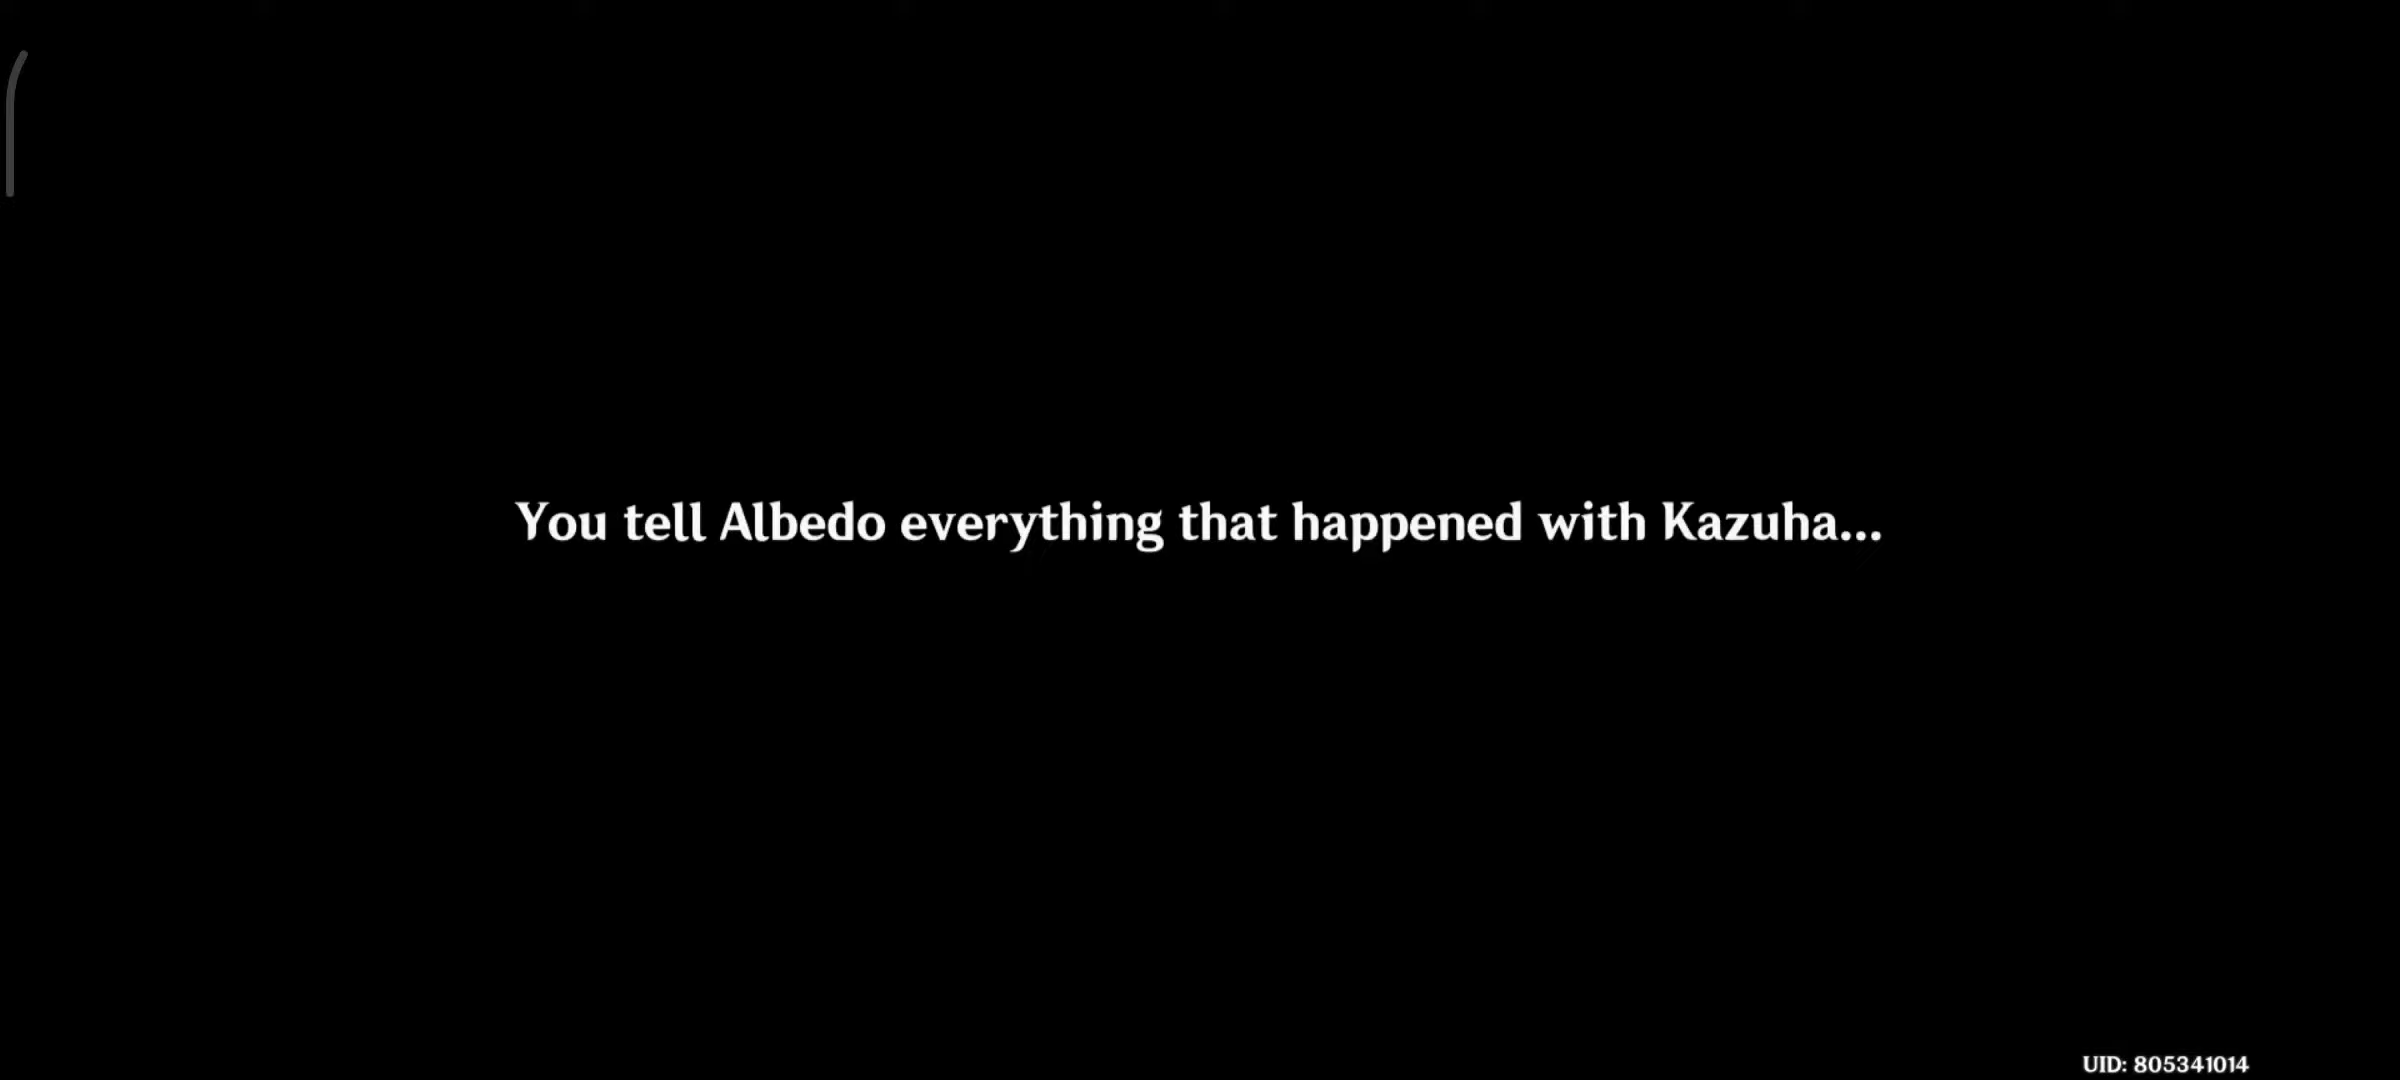 You tell Albedo everything that happened with Kazuha...
UID: 805341014